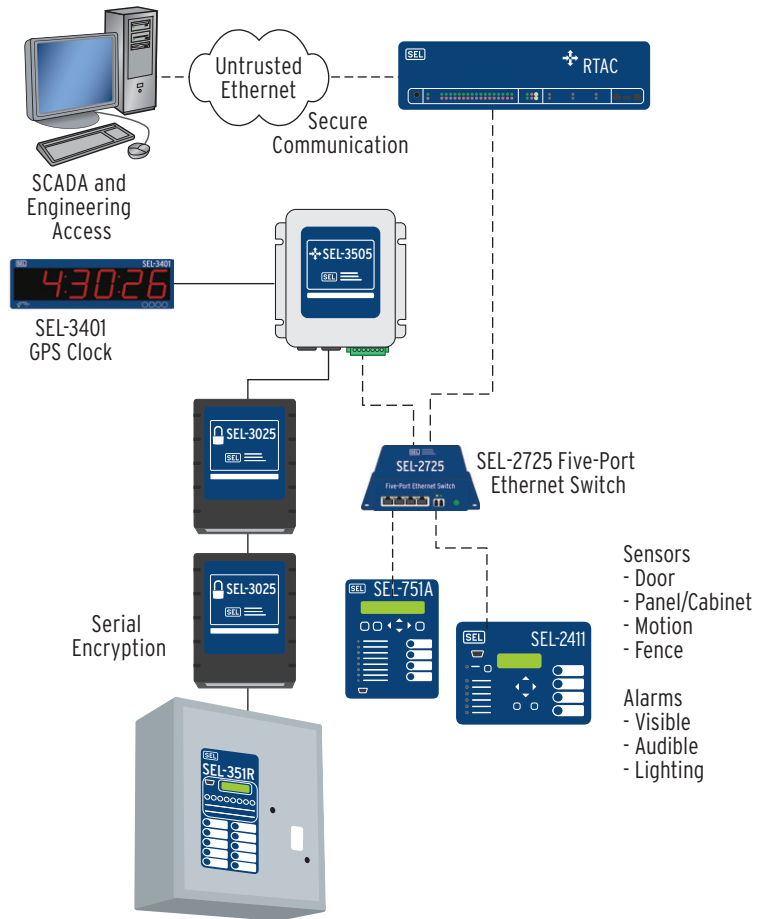 SEL
RTAC
Untrusted
Ethernet
Secure
Communication
SCADA and
Engineering
Access
SEL-3505
SEL
SEL SEL-3401
4:30:26
SEL-3401
GPS Clock
SEL-3025
SEL
SEL
SEL-2725
Five-Port Ethernet Switch
SEL-2725 Five-Port
Ethernet Switch
SEL-3025
SEL
Serial
Encryption
SEL SEL-751A
SEL SEL-2411
Sensors
- Door
- Panel/Cabinet
- Motion
- Fence
Alarms
- Visible
- Audible
- Lighting
SEL
SEL-351R